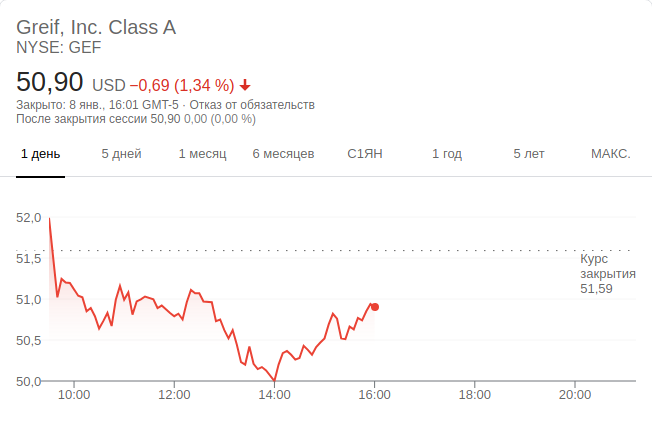 Greif, Inc. Class A
NYSE: GEF
50,90 USD −0,69 (1,34 %)
Закрыто: 8 янв., 16:01 GMT-5 · Отказ от обязательств
После закрытия сессии 50,90 0,00 (0,00 %)
1 день 5 дней 1 месяц 6 месяцев С1ЯН 1 год 5 лет МАКС.
52,0
51,5
51,0
50,5
50,0
Курс
закрытия
51,59
10:00 12:00 14:00 16:00 18:00 20:00